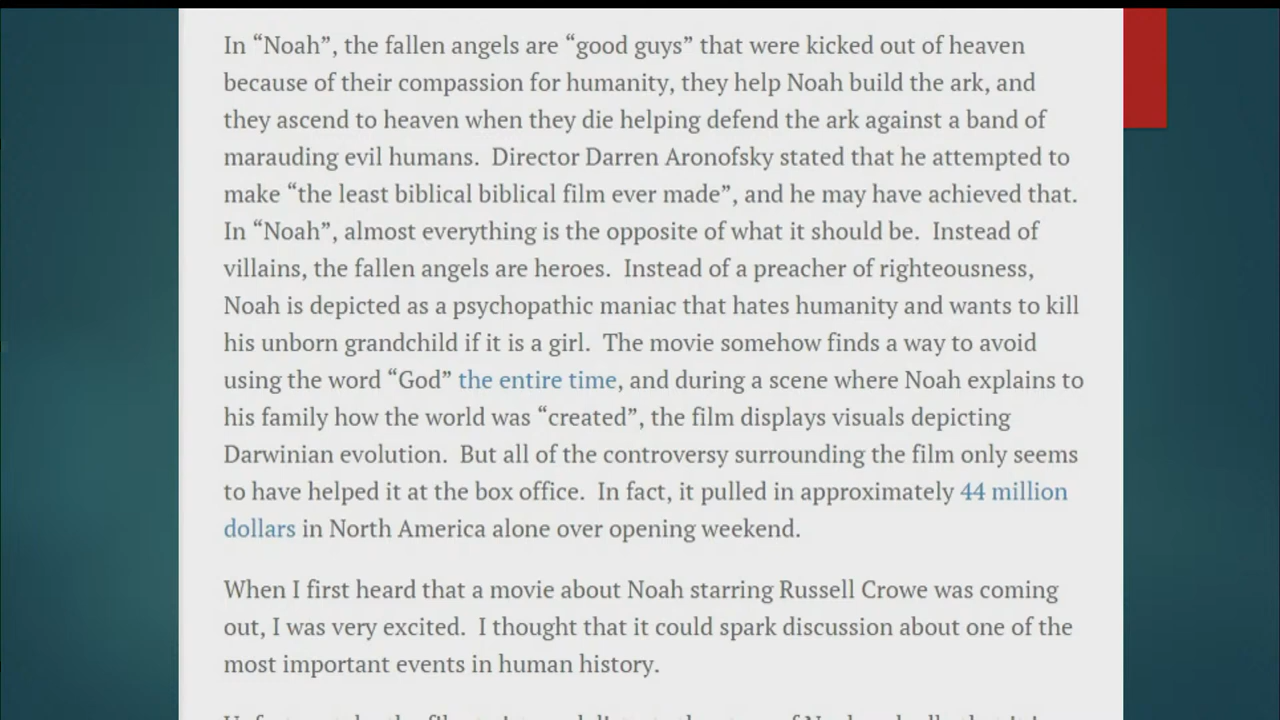 In “Noah”, the fallen angels are “good guys” that were kicked out of heaven
because of their compassion for humanity, they help Noah build the ark, and
they ascend to heaven when they die helping defend the ark against a band of
marauding evil humans.  Director Darren Aronofsky stated that he attempted to
make “the least biblical biblical film ever made”, and he may have achieved that.
In “Noah”, almost everything is the opposite of what it should be.  Instead of
villains, the fallen angels are heroes.  Instead of a preacher of righteousness,
Noah is depicted as a psychopathic maniac that hates humanity and wants to kill
his unborn grandchild if it is a girl.  The movie somehow finds a way to avoid
using the word “God” the entire time, and during a scene where Noah explains to
his family how the world was “created”, the film displays visuals depicting
Darwinian evolution.  But all of the controversy surrounding the film only seems
to have helped it at the box office.  In fact, it pulled in approximately 44 million
dollars in North America alone over opening weekend.
When I first heard that a movie about Noah starring Russell Crowe was coming
out, I was very excited.  I thought that it could spark discussion about one of the
most important events in human history.